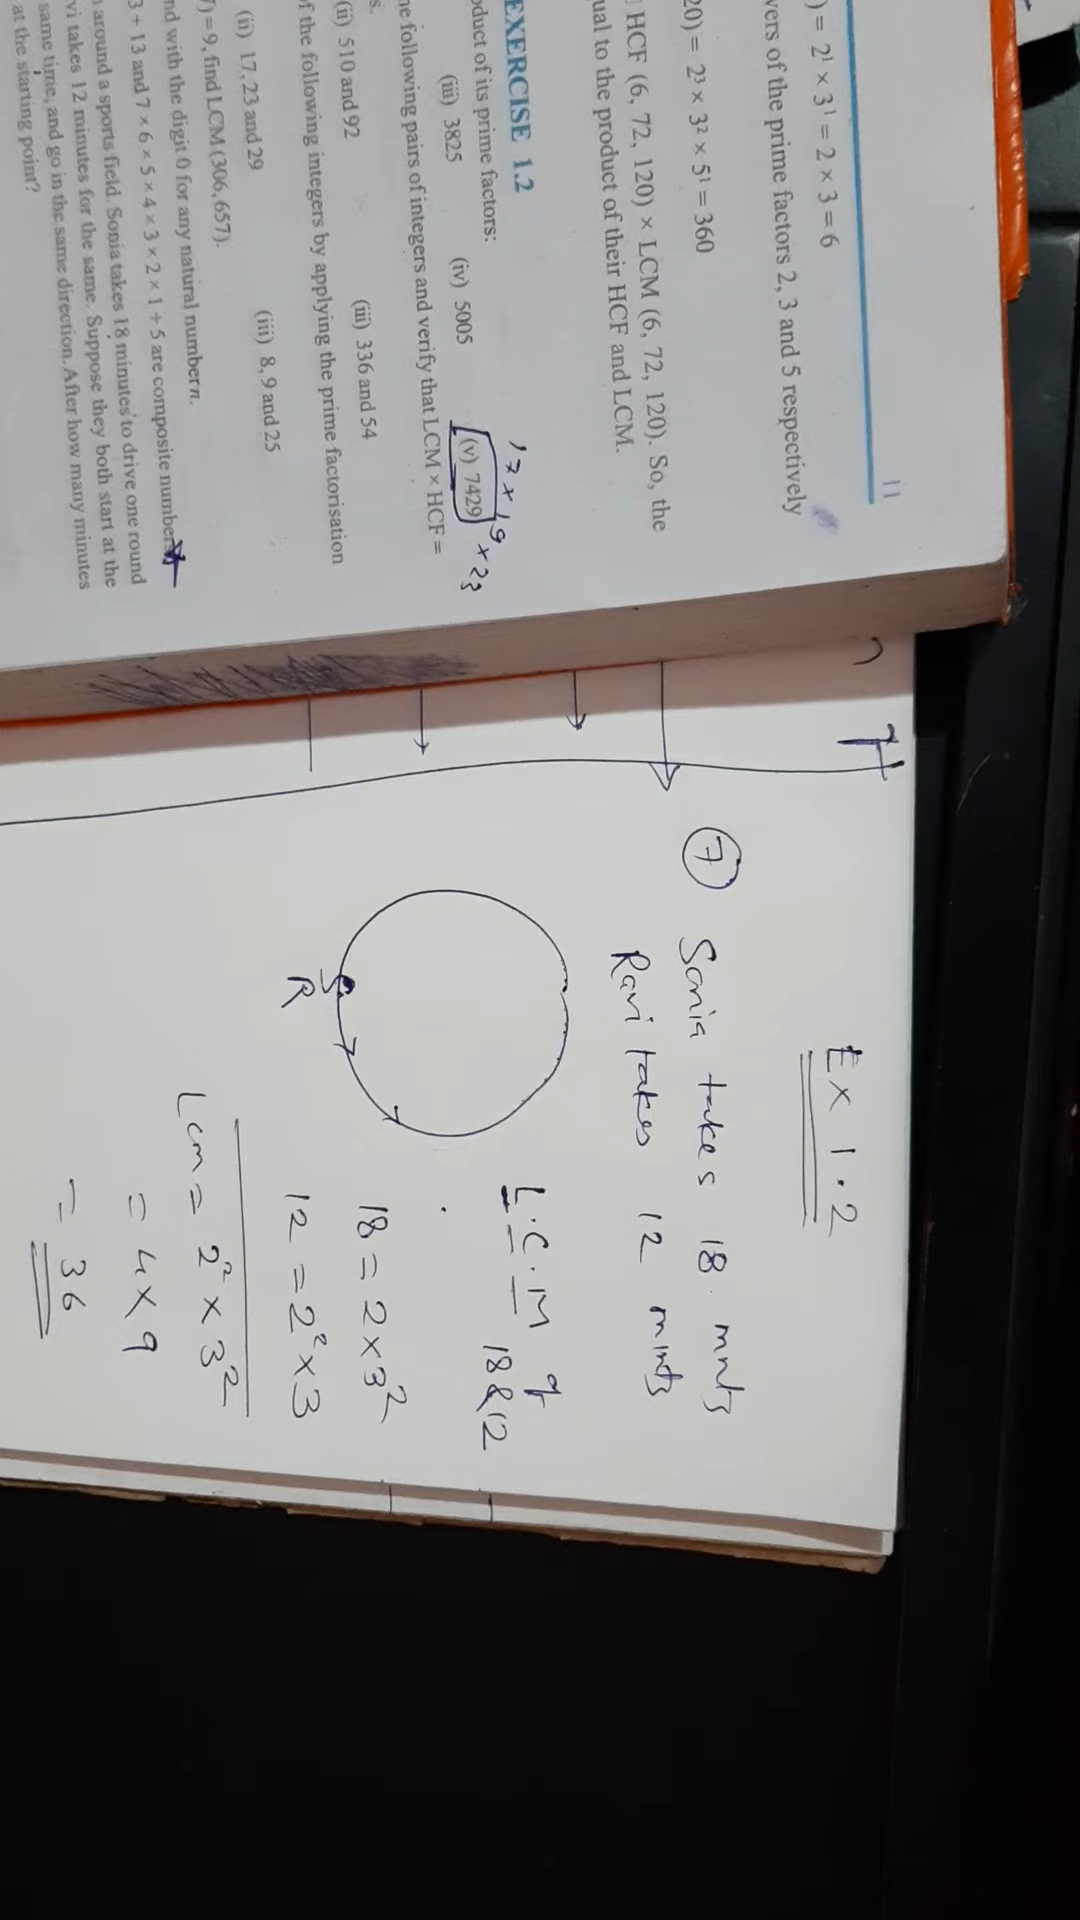 11
) = 2¹ × 3¹ = 2 × 3 = 6
vers of the prime factors 2, 3 and 5 respectively
20) = 2³ × 3² × 5¹ = 360
HCF (6, 72, 120) × LCM (6, 72, 120). So, the
ual to the product of their HCF and LCM.
EXERCISE 1.2
oduct of its prime factors:
17 × 19 × 23
(iii) 3825 (iv) 5005 (v) 7429
he following pairs of integers and verify that LCM × HCF =
s.
(ii) 510 and 92 (iii) 336 and 54
of the following integers by applying the prime factorisation
(ii) 17, 23 and 29 (iii) 8, 9 and 25
7) = 9, find LCM (306, 657).
nd with the digit 0 for any natural number n.
3 + 13 and 7 × 6 × 5 × 4 × 3 × 2 × 1 + 5 are composite numbers
around a sports field. Sonia takes 18 minutes to drive one round
vi takes 12 minutes for the same. Suppose they both start at the
same time, and go in the same direction. After how many minutes
at the starting point?
Ex 1.2
7 Sonia takes 18 mnts
Ravi takes 12 mints
L.C.M of
18 & 12
S
R
18 = 2 × 3²
12 = 2² × 3
Lcm = 2² × 3²
= 4 × 9
= 36